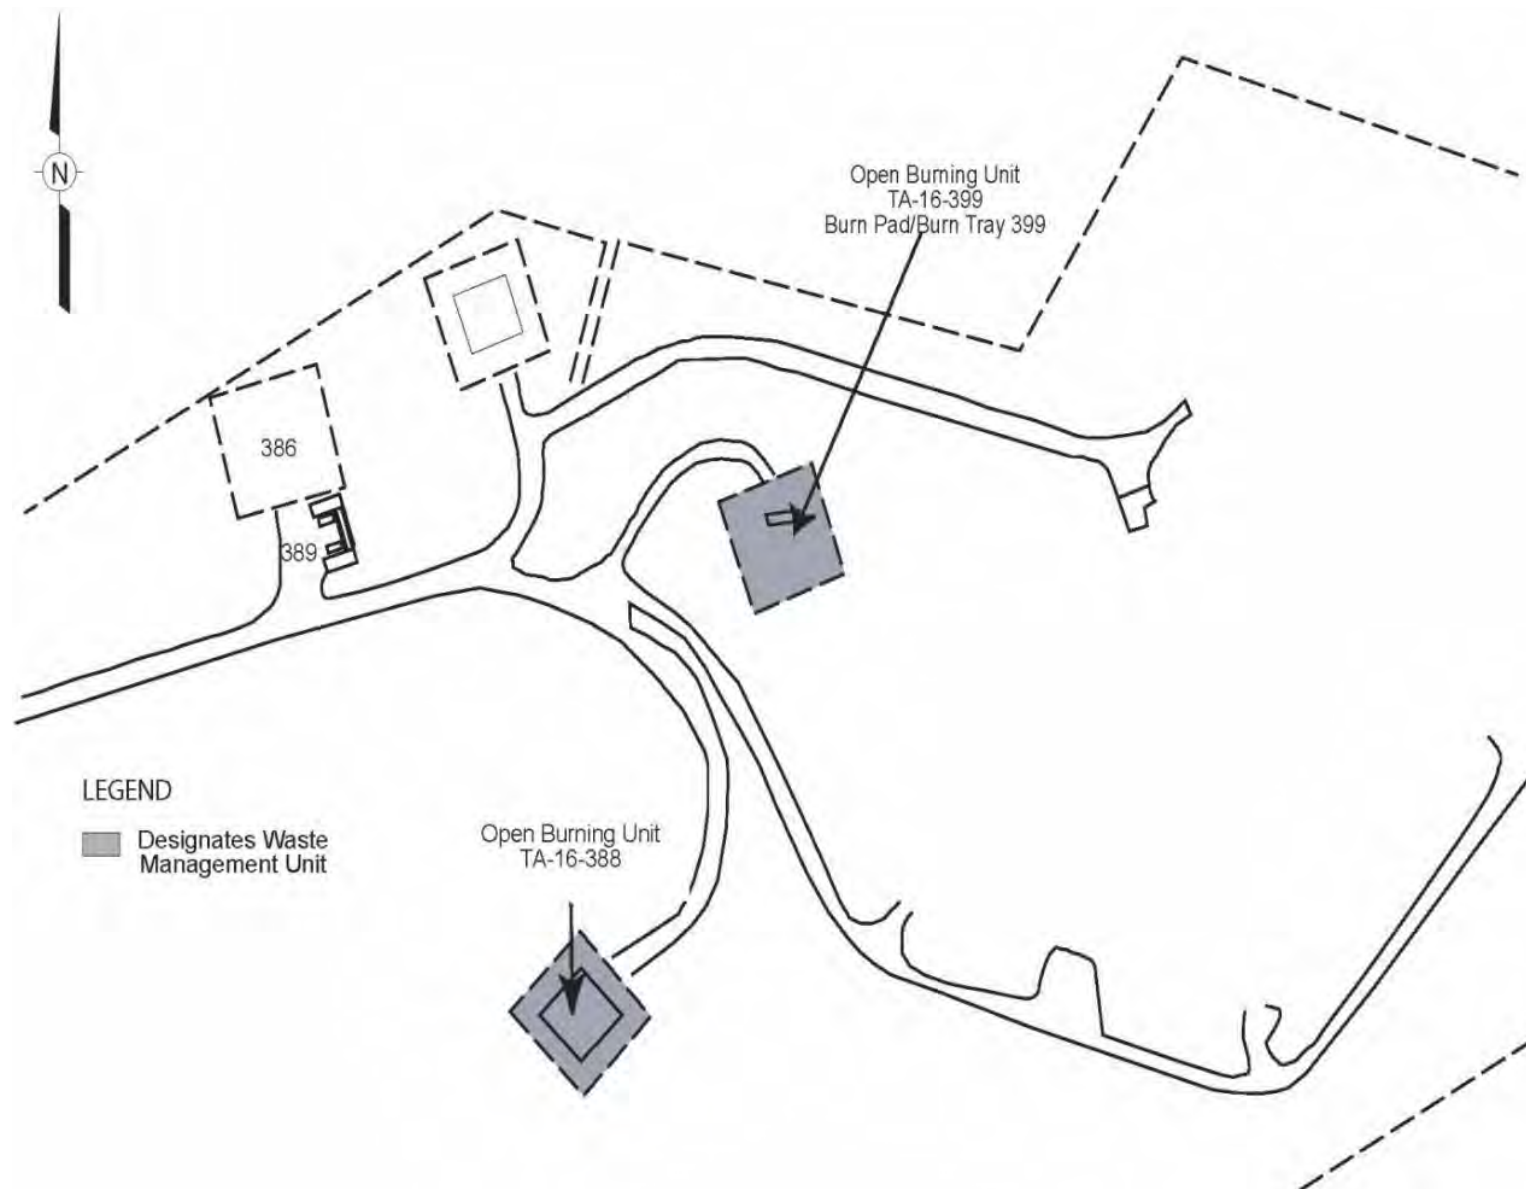 N
Open Burning Unit
TA-16-399
Burn Pad/Burn Tray 399
386
389
LEGEND
Designates Waste
Management Unit
Open Burning Unit
TA-16-388